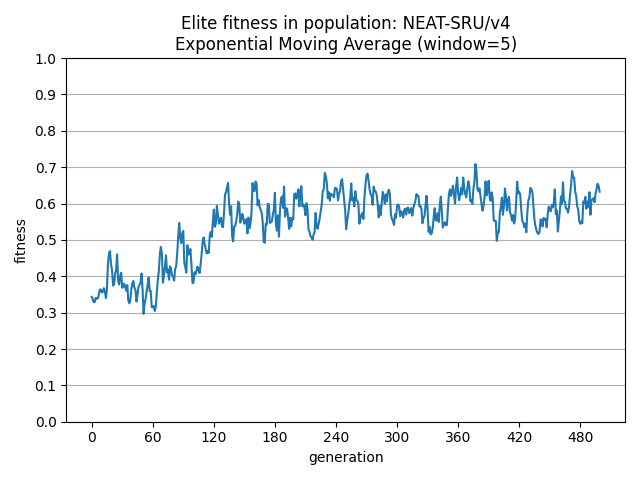 Elite fitness in population: NEAT-SRU/v4
Exponential Moving Average (window=5)
1.0
0.9
0.8
0.7
0.6
0.5
0.4
0.3
0.2
0.1
0.0
fitness
0 60 120 180 240 300 360 420 480
generation